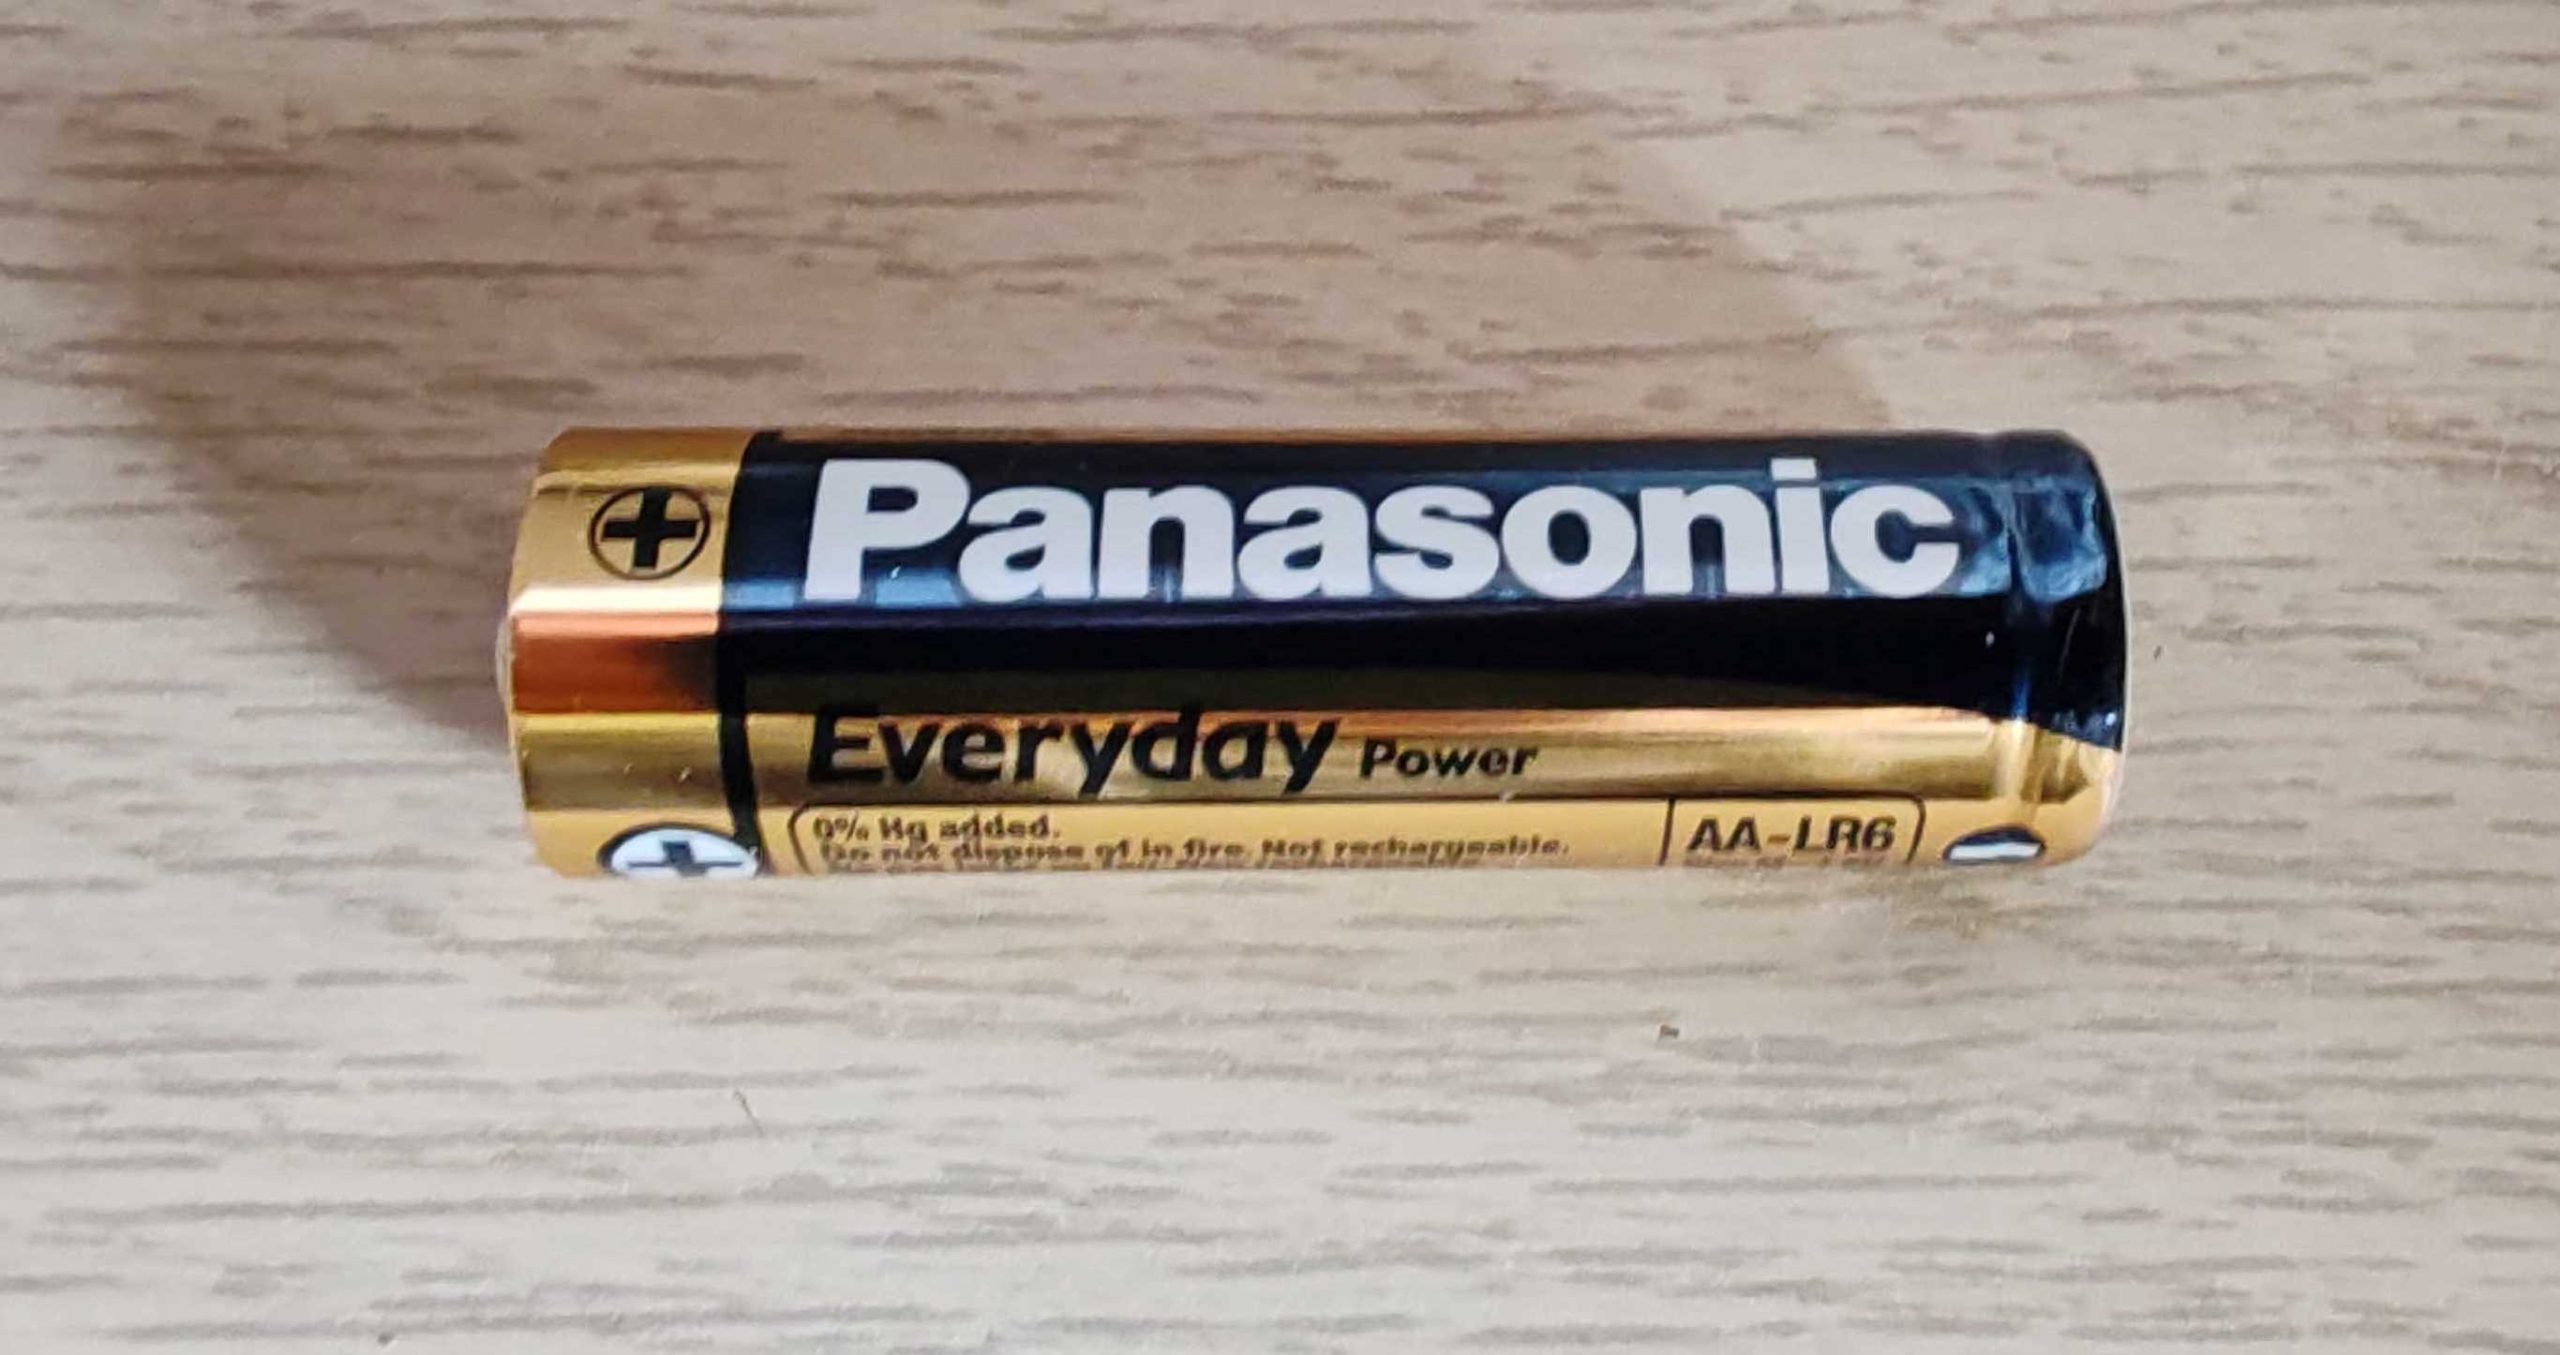 Panasonic
Everyday Power
0% Hg added.
Do not dispose of in fire. Not rechargeable.
AA-LR6